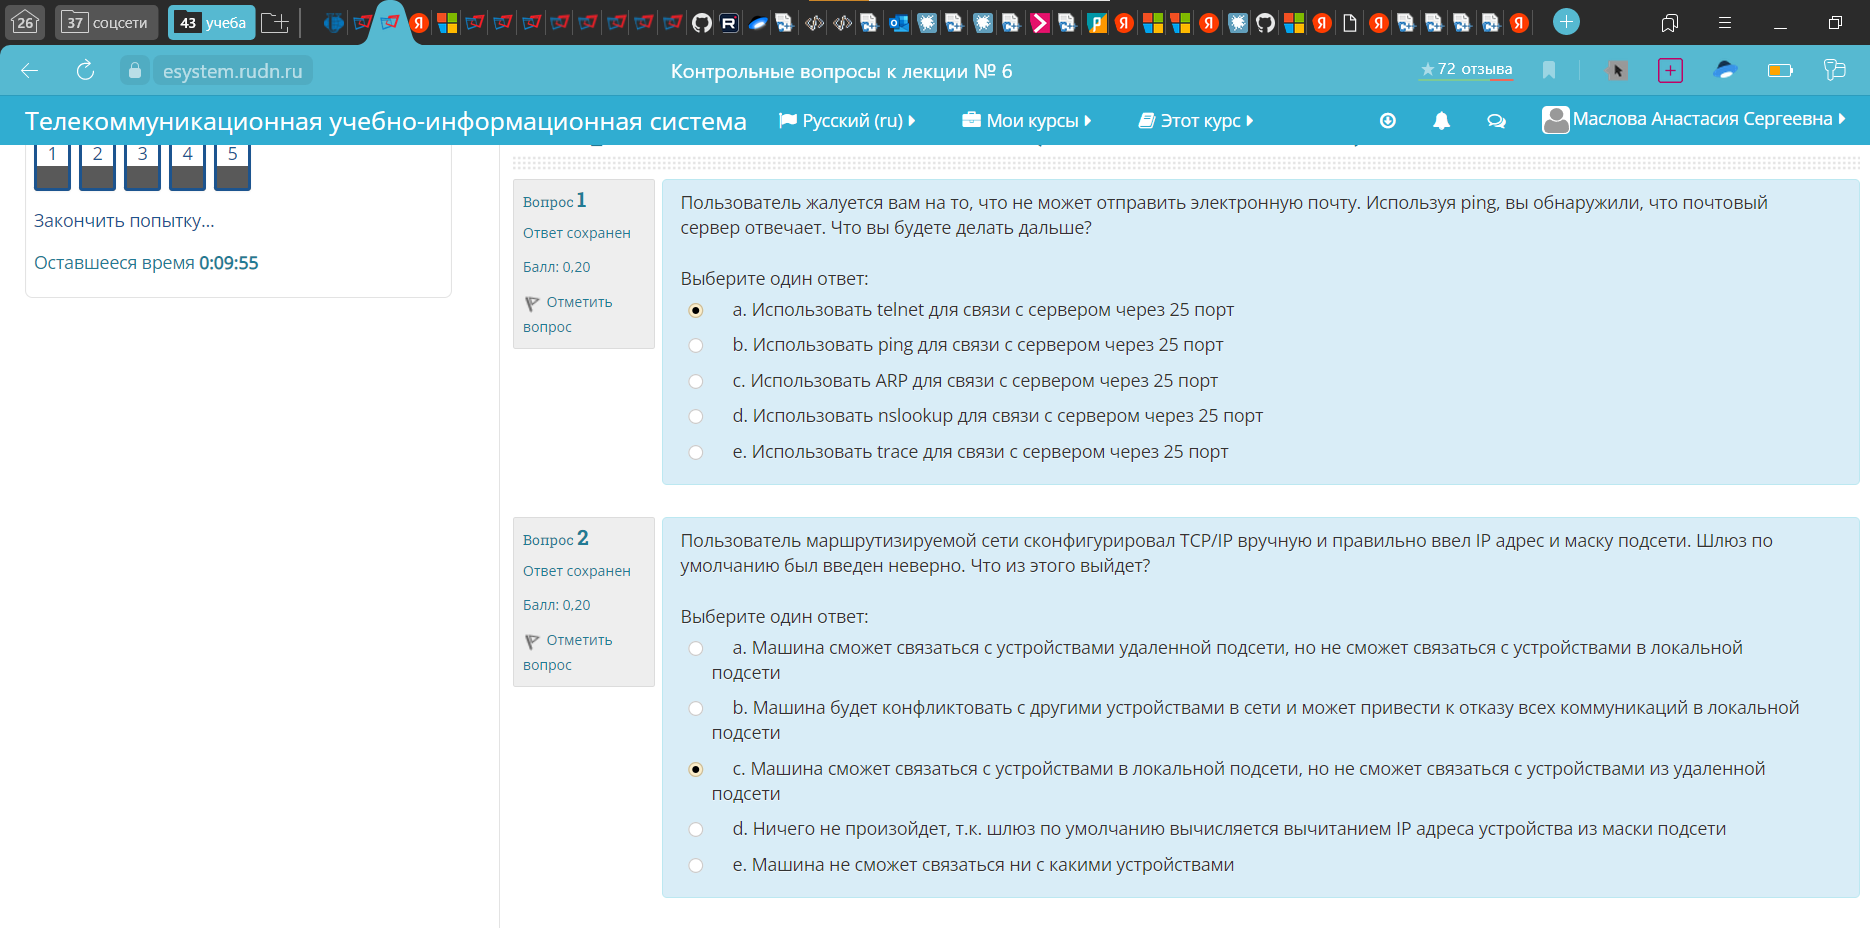 26
37 соцсети
43 учеба
esystem.rudn.ru
Контрольные вопросы к лекции № 6
★72 отзыва
Телекоммуникационная учебно-информационная система
Русский (ru)
Мои курсы
Этот курс
Маслова Анастасия Сергеевна
1 2 3 4 5
Закончить попытку...
Оставшееся время 0:09:55
Вопрос 1
Ответ сохранен
Балл: 0,20
Отметить
вопрос
Пользователь жалуется вам на то, что не может отправить электронную почту. Используя ping, вы обнаружили, что почтовый
сервер отвечает. Что вы будете делать дальше?
Выберите один ответ:
a. Использовать telnet для связи с сервером через 25 порт
b. Использовать ping для связи с сервером через 25 порт
c. Использовать ARP для связи с сервером через 25 порт
d. Использовать nslookup для связи с сервером через 25 порт
e. Использовать trace для связи с сервером через 25 порт
Вопрос 2
Ответ сохранен
Балл: 0,20
Отметить
вопрос
Пользователь маршрутизируемой сети сконфигурировал TCP/IP вручную и правильно ввел IP адрес и маску подсети. Шлюз по
умолчанию был введен неверно. Что из этого выйдет?
Выберите один ответ:
a. Машина сможет связаться с устройствами удаленной подсети, но не сможет связаться с устройствами в локальной
подсети
b. Машина будет конфликтовать с другими устройствами в сети и может привести к отказу всех коммуникаций в локальной
подсети
c. Машина сможет связаться с устройствами в локальной подсети, но не сможет связаться с устройствами из удаленной
подсети
d. Ничего не произойдет, т.к. шлюз по умолчанию вычисляется вычитанием IP адреса устройства из маски подсети
e. Машина не сможет связаться ни с какими устройствами